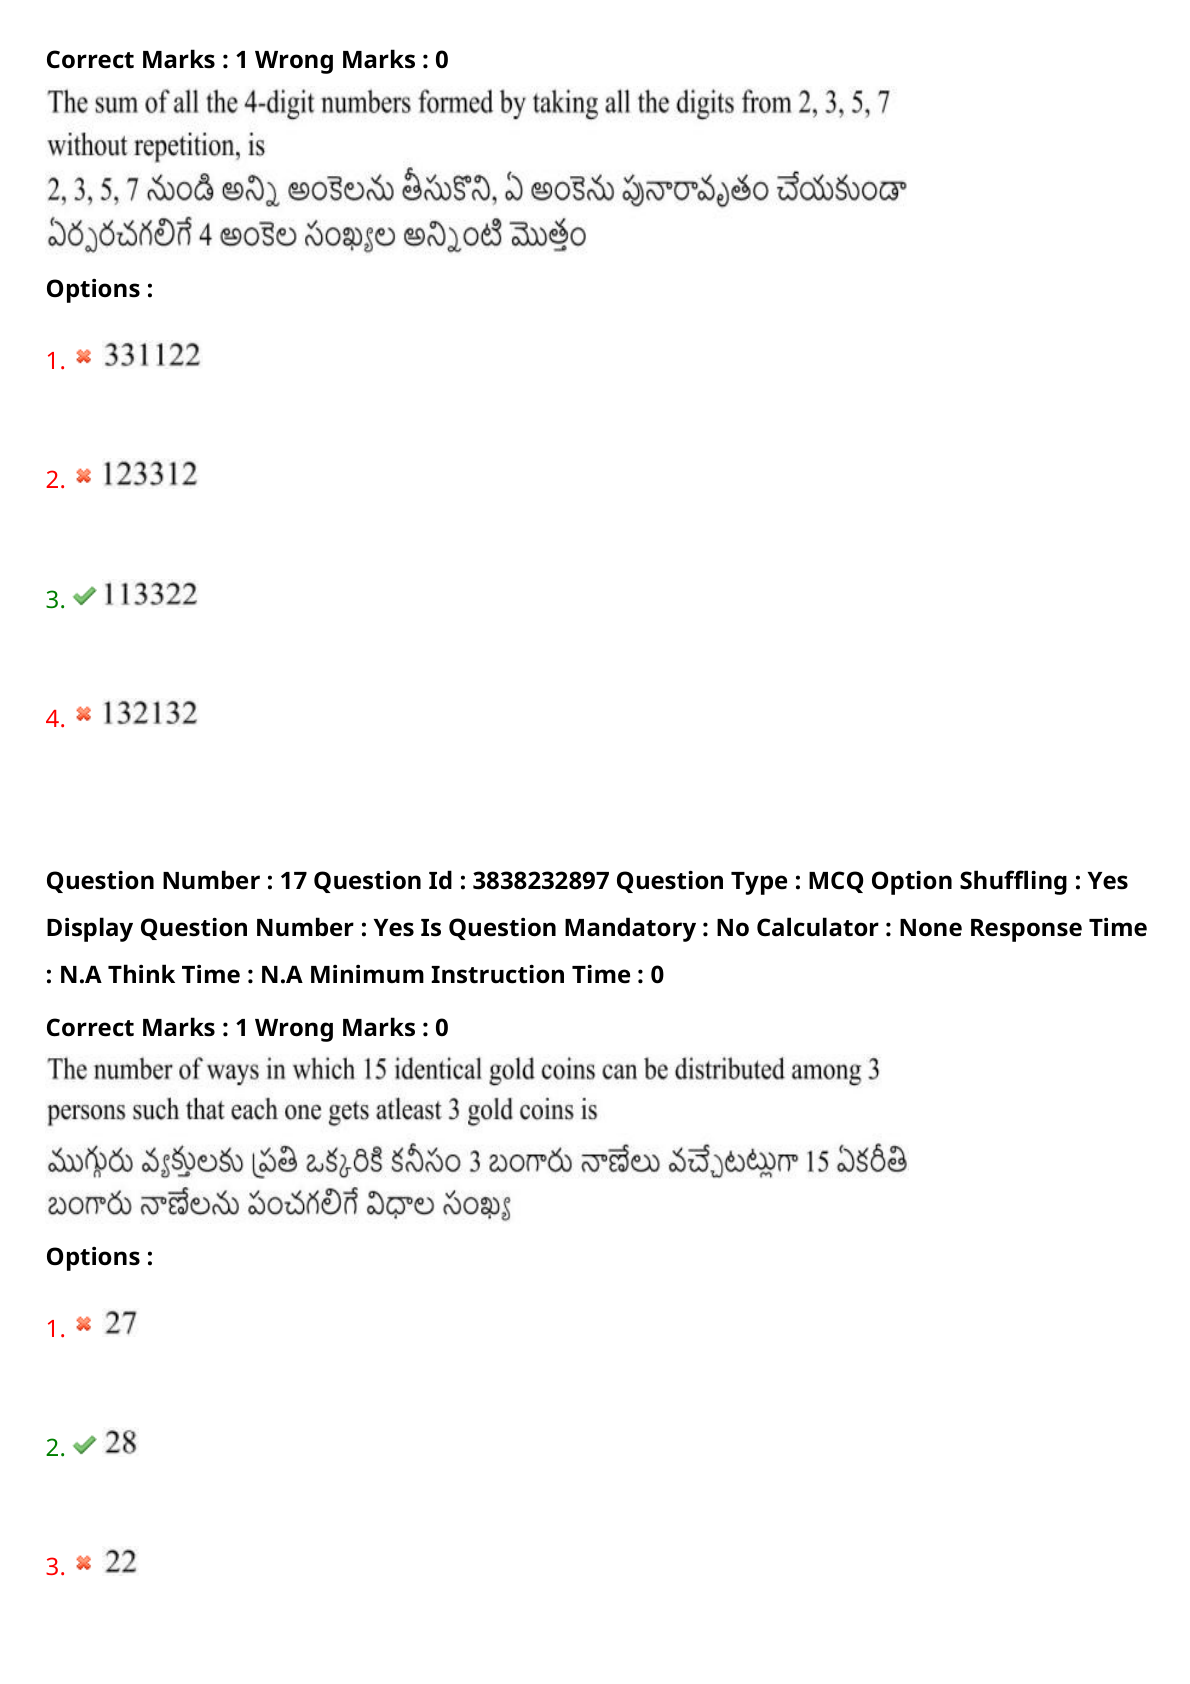 Correct Marks : 1 Wrong Marks : 0
The sum of all the 4-digit numbers formed by taking all the digits from 2, 3, 5, 7
without repetition, is
2, 3, 5, 7 నుండి అన్ని అంకెలను తీసుకొని, ఏ అంకెను పునారావృతం చేయకుండా
ఏర్పరచగలిగే 4 అంకెల సంఖ్యల అన్నింటి మొత్తం
Options :
1. 331122
2. 123312
3. 113322
4. 132132
Question Number : 17 Question Id : 3838232897 Question Type : MCQ Option Shuffling : Yes
Display Question Number : Yes Is Question Mandatory : No Calculator : None Response Time
: N.A Think Time : N.A Minimum Instruction Time : 0
Correct Marks : 1 Wrong Marks : 0
The number of ways in which 15 identical gold coins can be distributed among 3
persons such that each one gets atleast 3 gold coins is
ముగ్గురు వ్యక్తులకు ప్రతి ఒక్కరికి కనీసం 3 బంగారు నాణేలు వచ్చేటట్లుగా 15 ఏకరీతి
బంగారు నాణేలను పంచగలిగే విధాల సంఖ్య
Options :
1. 27
2. 28
3. 22